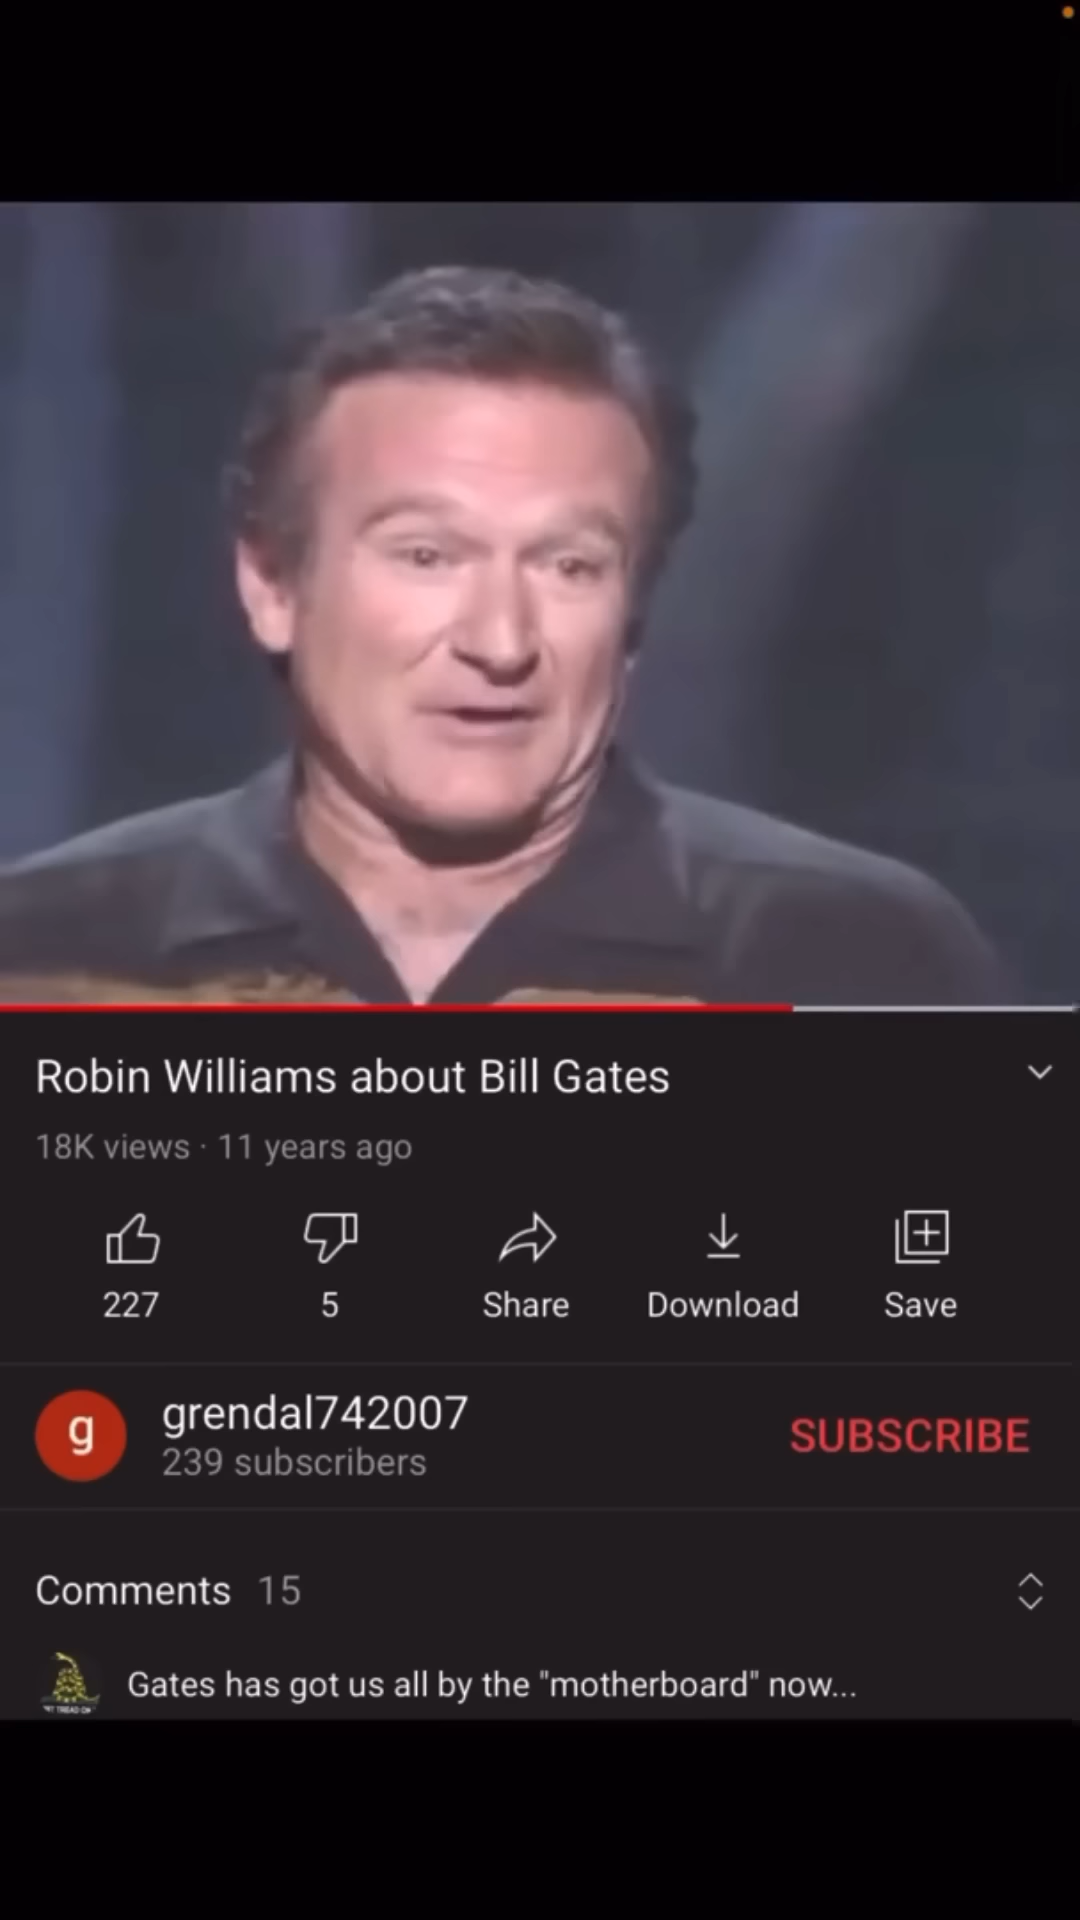 Robin Williams about Bill Gates
18K views · 11 years ago
227
5
Share
Download
Save
g
grendal742007
239 subscribers
SUBSCRIBE
Comments 15
Gates has got us all by the "motherboard" now...